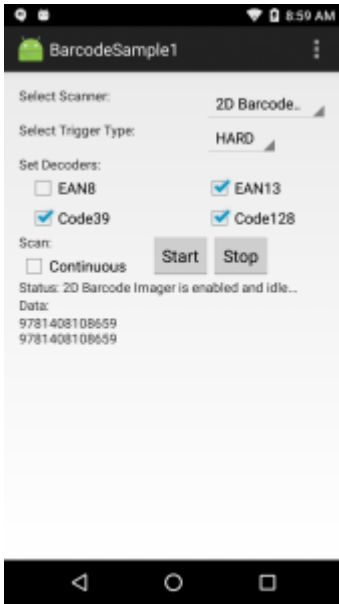 8:59 AM
BarcodeSample1
Select Scanner:
2D Barcode..
Select Trigger Type:
HARD
Set Decoders:
EAN8 EAN13
Code39 Code128
Scan:
Continuous Start Stop
Status: 2D Barcode Imager is enabled and idle...
Data:
9781408108659
9781408108659